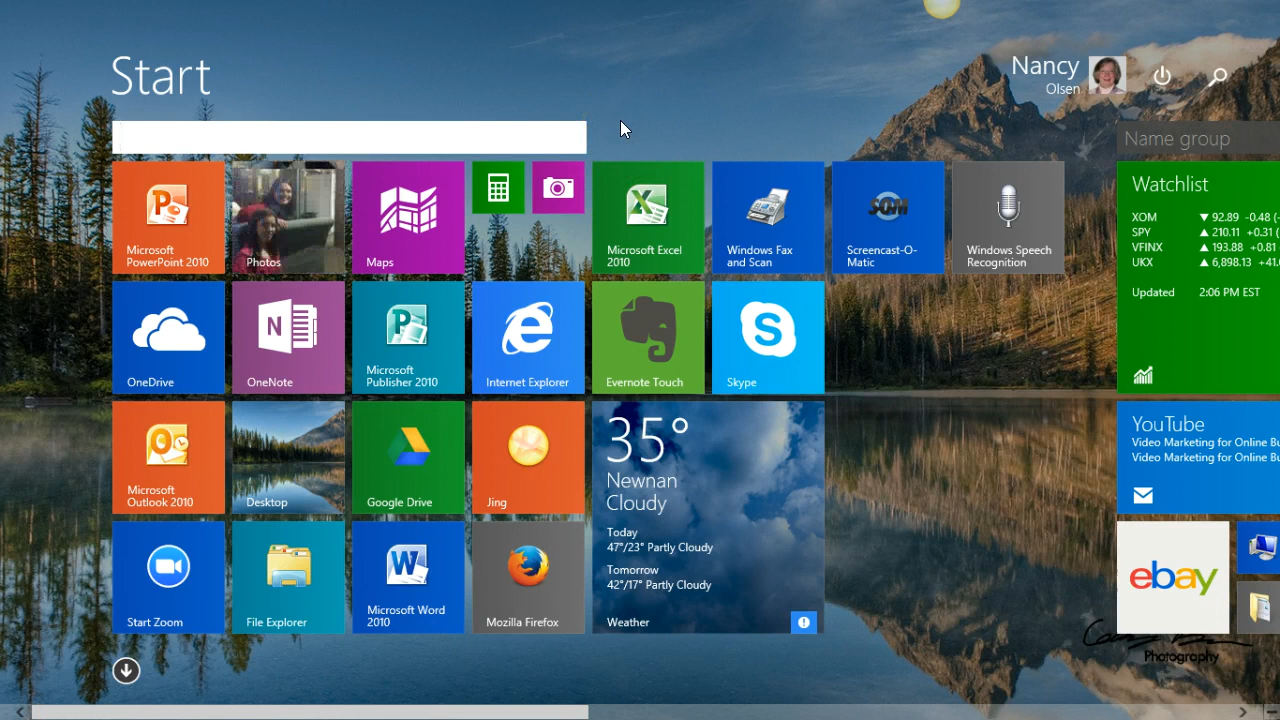 Start
Nancy
Olsen
Name group
Microsoft
PowerPoint 2010
Photos
Maps
Microsoft Excel
2010
Windows Fax
and Scan
Screencast-O-
Matic
Windows Speech
Recognition
OneDrive
OneNote
Microsoft
Publisher 2010
Internet Explorer
Evernote Touch
Skype
Microsoft
Outlook 2010
Desktop
Google Drive
Jing
35°
Newnan
Cloudy
Today
47°/23° Partly Cloudy
Tomorrow
42°/17° Partly Cloudy
Weather
Start Zoom
File Explorer
Microsoft Word
2010
Mozilla Firefox
Watchlist
XOM ▼ 92.89 -0.48 (
SPY ▲ 210.11 +0.31 (
VFINX ▲ 193.88 +0.81
UKX ▲ 6,898.13 +41.
Updated 2:06 PM EST
YouTube
Video Marketing for Online Bu
Video Marketing for Online Bu
ebay
Photography